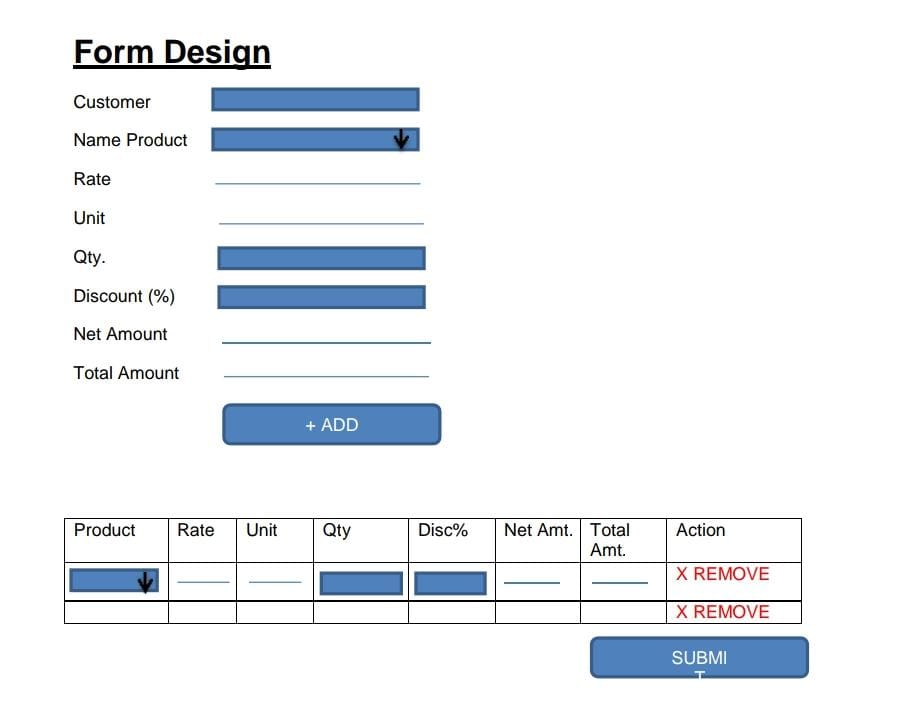 Form Design
Customer
Name Product
Rate
Unit
Qty.
Discount (%)
Net Amount
Total Amount
+ ADD
Product Rate Unit Qty Disc% Net Amt. Total Amt. Action
X REMOVE
X REMOVE
SUBMI
T